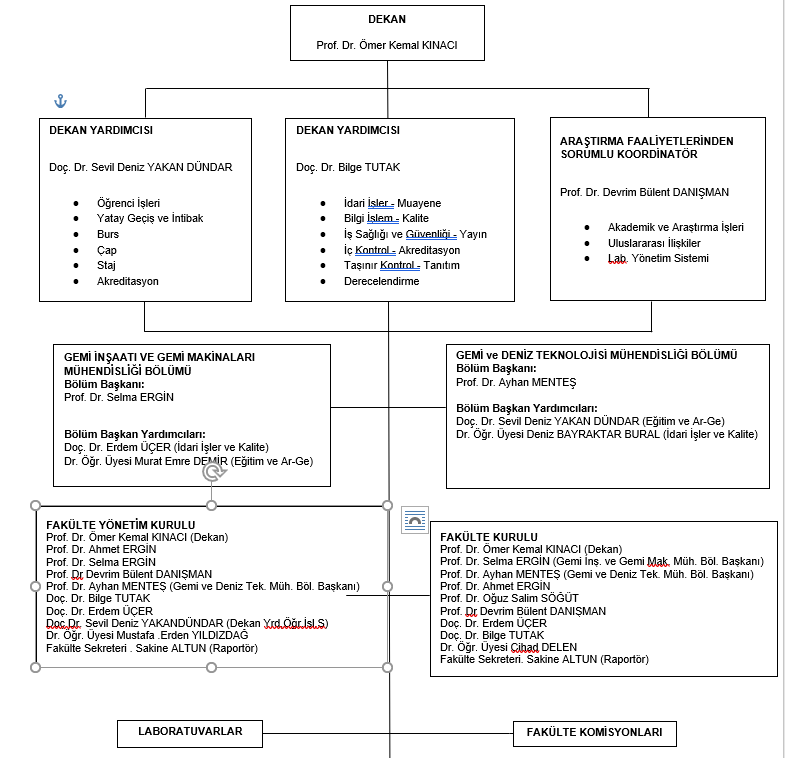 DEKAN
Prof. Dr. Ömer Kemal KINACI
DEKAN YARDIMCISI
Doç. Dr. Sevil Deniz YAKAN DÜNDAR
Öğrenci İşleri
Yatay Geçiş ve İntibak
Burs
Çap
Staj
Akreditasyon
DEKAN YARDIMCISI
Doç. Dr. Bilge TUTAK
İdari İşler - Muayene
Bilgi İşlem - Kalite
İş Sağlığı ve Güvenliği - Yayın
İç Kontrol - Akreditasyon
Taşınır Kontrol - Tanıtım
Derecelendirme
ARAŞTIRMA FAALİYETLERİNDEN
SORUMLU KOORDİNATÖR
Prof. Dr. Devrim Bülent DANIŞMAN
Akademik ve Araştırma İşleri
Uluslararası İlişkiler
Lab. Yönetim Sistemi
GEMİ İNŞAATI VE GEMİ MAKİNALARI
MÜHENDİSLİĞİ BÖLÜMÜ
Bölüm Başkanı:
Prof. Dr. Selma ERGİN
Bölüm Başkan Yardımcıları:
Doç. Dr. Erdem ÜÇER (İdari İşler ve Kalite)
Dr. Öğr. Üyesi Murat Emre DEMİR (Eğitim ve Ar-Ge)
GEMİ ve DENİZ TEKNOLOJİSİ MÜHENDİSLİĞİ BÖLÜMÜ
Bölüm Başkanı:
Prof. Dr. Ayhan MENTEŞ
Bölüm Başkan Yardımcıları:
Doç. Dr. Sevil Deniz YAKAN DÜNDAR (Eğitim ve Ar-Ge)
Dr. Öğr. Üyesi Deniz BAYRAKTAR BURAL (İdari İşler ve Kalite)
FAKÜLTE YÖNETİM KURULU
Prof. Dr. Ömer Kemal KINACI (Dekan)
Prof. Dr. Ahmet ERGİN
Prof. Dr. Selma ERGİN
Prof. Dr Devrim Bülent DANIŞMAN
Prof. Dr. Ayhan MENTEŞ (Gemi ve Deniz Tek. Müh. Böl. Başkanı)
Doç. Dr. Bilge TUTAK
Doç. Dr. Erdem ÜÇER
Doç.Dr. Sevil Deniz YAKANDÜNDAR (Dekan Yrd.Öğr.İşl.S)
Dr. Öğr. Üyesi Mustafa .Erden YILDIZDAĞ
Fakülte Sekreteri . Sakine ALTUN (Raportör)
FAKÜLTE KURULU
Prof. Dr. Ömer Kemal KINACI (Dekan)
Prof. Dr. Selma ERGİN (Gemi İnş. ve Gemi Mak. Müh. Böl. Başkanı)
Prof. Dr. Ayhan MENTEŞ (Gemi ve Deniz Tek. Müh. Böl. Başkanı)
Prof. Dr. Ahmet ERGİN
Prof. Dr. Oğuz Salim SÖĞÜT
Prof. Dr Devrim Bülent DANIŞMAN
Doç. Dr. Erdem ÜÇER
Doç. Dr. Bilge TUTAK
Dr. Öğr. Üyesi Cihad DELEN
Fakülte Sekreteri. Sakine ALTUN (Raportör)
LABORATUVARLAR
FAKÜLTE KOMİSYONLARI